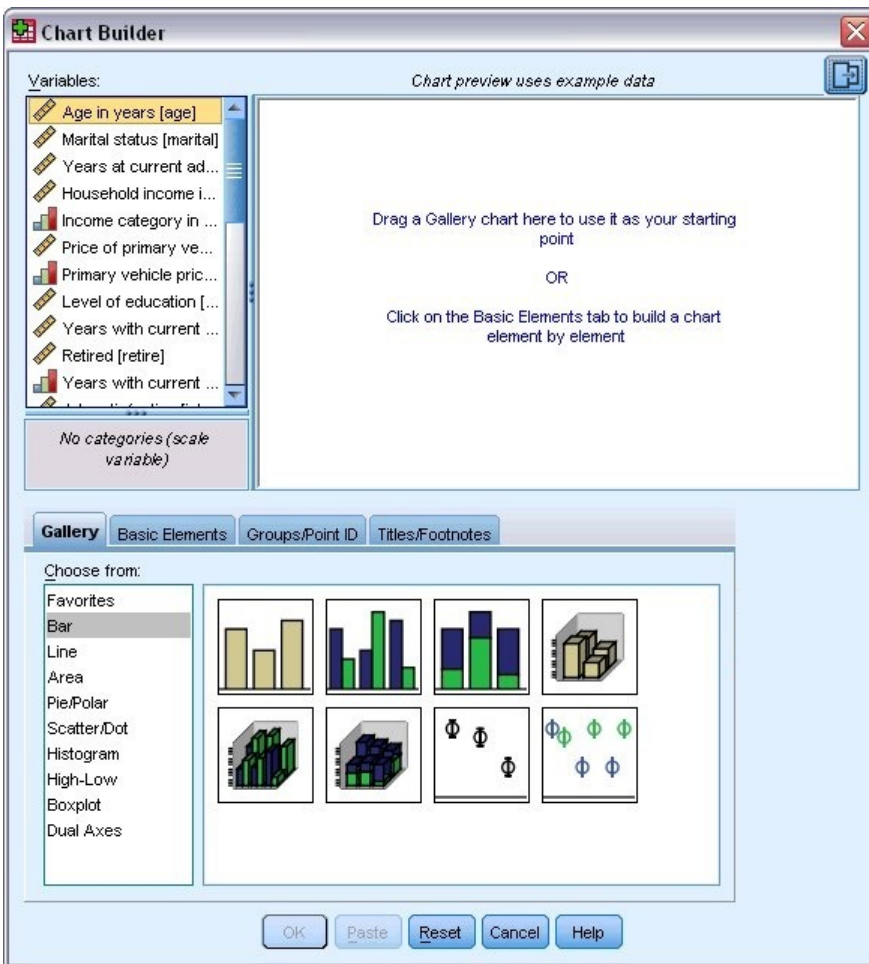 Chart Builder
Variables:
Chart preview uses example data
Age in years [age]
Marital status [marital]
Years at current ad...
Household income i...
Income category in ...
Price of primary ve...
Primary vehicle pric...
Level of education [...
Years with current ...
Retired [retire]
Years with current ...
No categories (scale
variable)
Drag a Gallery chart here to use it as your starting
point
OR
Click on the Basic Elements tab to build a chart
element by element
Gallery
Basic Elements
Groups/Point ID
Titles/Footnotes
Choose from:
Favorites
Bar
Line
Area
Pie/Polar
Scatter/Dot
Histogram
High-Low
Boxplot
Dual Axes
OK
Paste
Reset
Cancel
Help